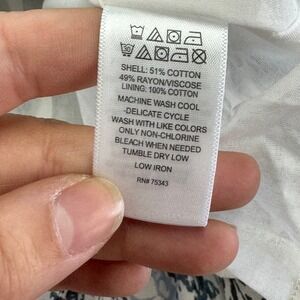 SHELL: 51% COTTON
49% RAYON/VISCOSE
LINING: 100% COTTON
MACHINE WASH COOL
DELICATE CYCLE
WASH WITH LIKE COLORS
ONLY NON-CHLORINE
BLEACH WHEN NEEDED
TUMBLE DRY LOW
LOW IRON
RN# 75343